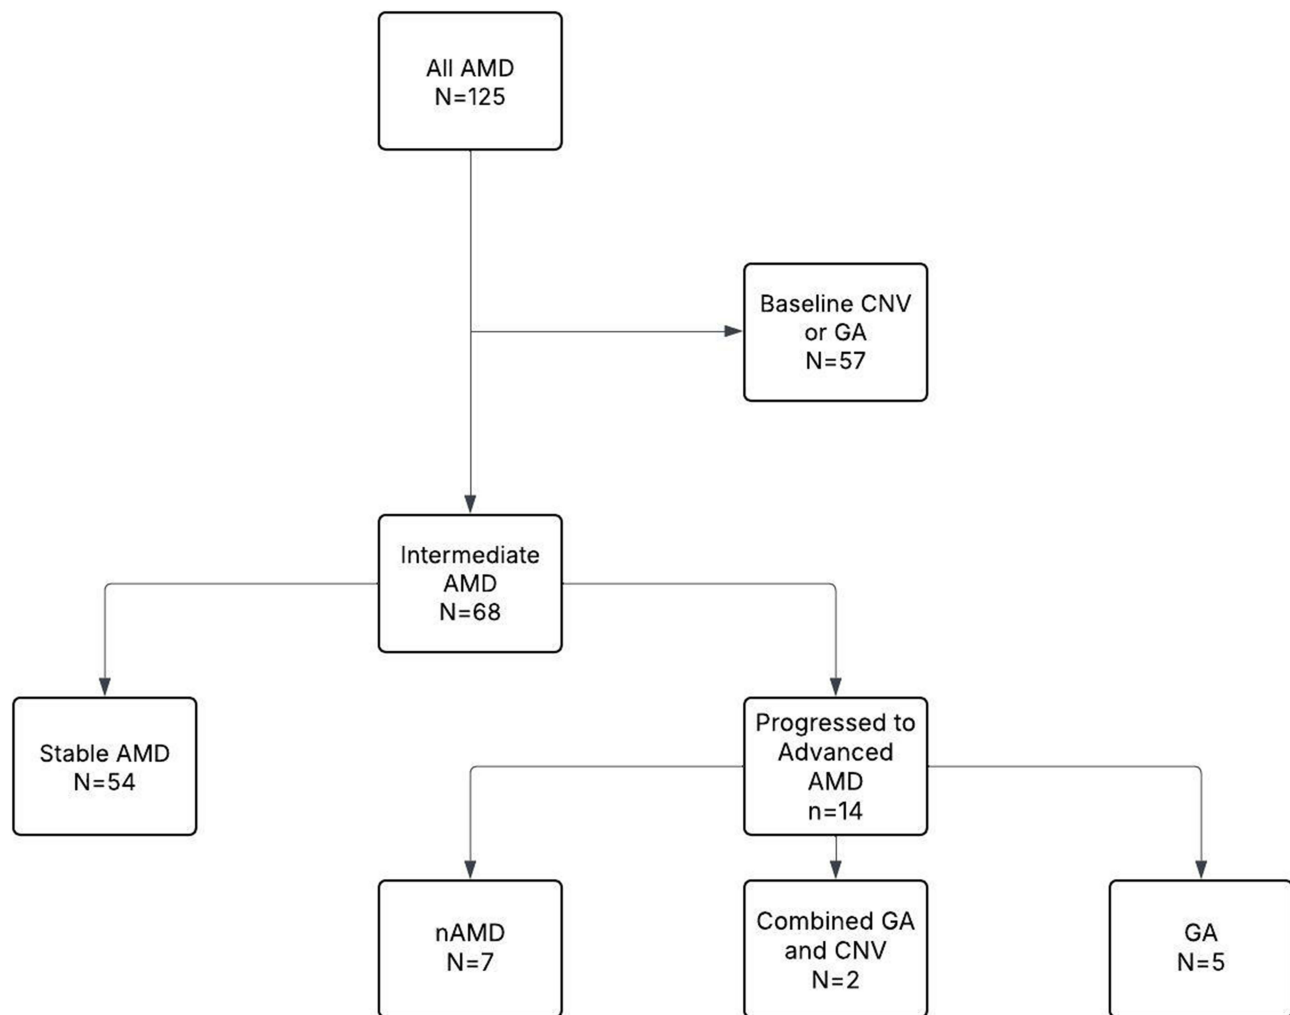 All AMD
N=125
Baseline CNV
or GA
N=57
Intermediate
AMD
N=68
Stable AMD
N=54
Progressed to
Advanced
AMD
n=14
nAMD
N=7
Combined GA
and CNV
N=2
GA
N=5